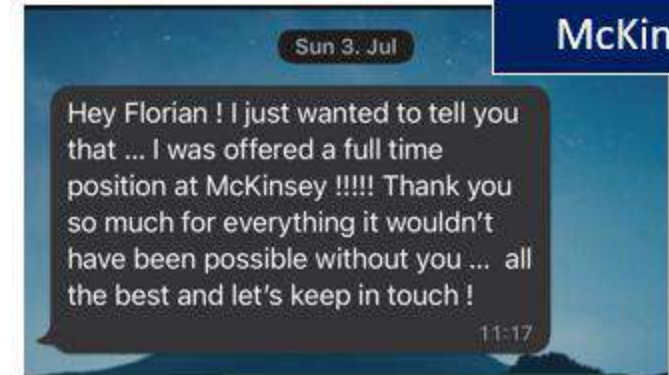 McKin
Sun 3. Jul
Hey Florian ! I just wanted to tell you
that ... I was offered a full time
position at McKinsey !!!!! Thank you
so much for everything it wouldn't
have been possible without you ... all
the best and let's keep in touch !
11:17